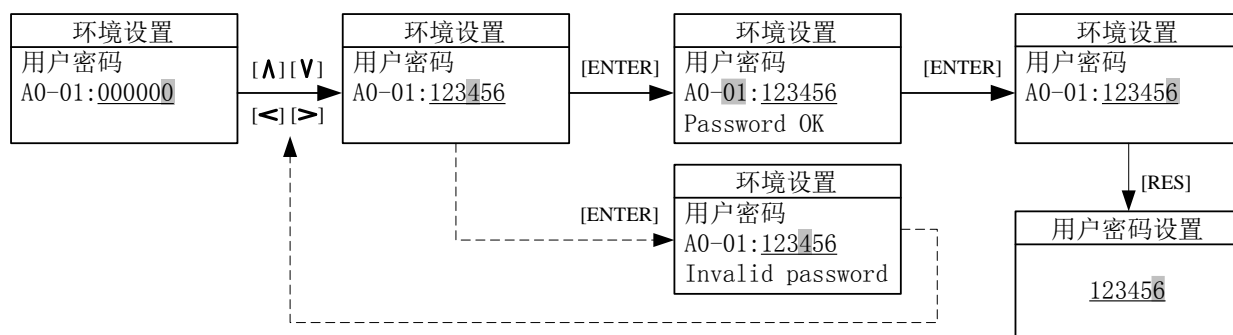 环境设置
用户密码
A0-01:000000
[∧][∨]
[<][>]
环境设置
用户密码
A0-01:123456
[ENTER]
环境设置
用户密码
A0-01:123456
Password OK
[ENTER]
环境设置
用户密码
A0-01:123456
[RES]
[ENTER]
环境设置
用户密码
A0-01:123456
Invalid password
用户密码设置
123456